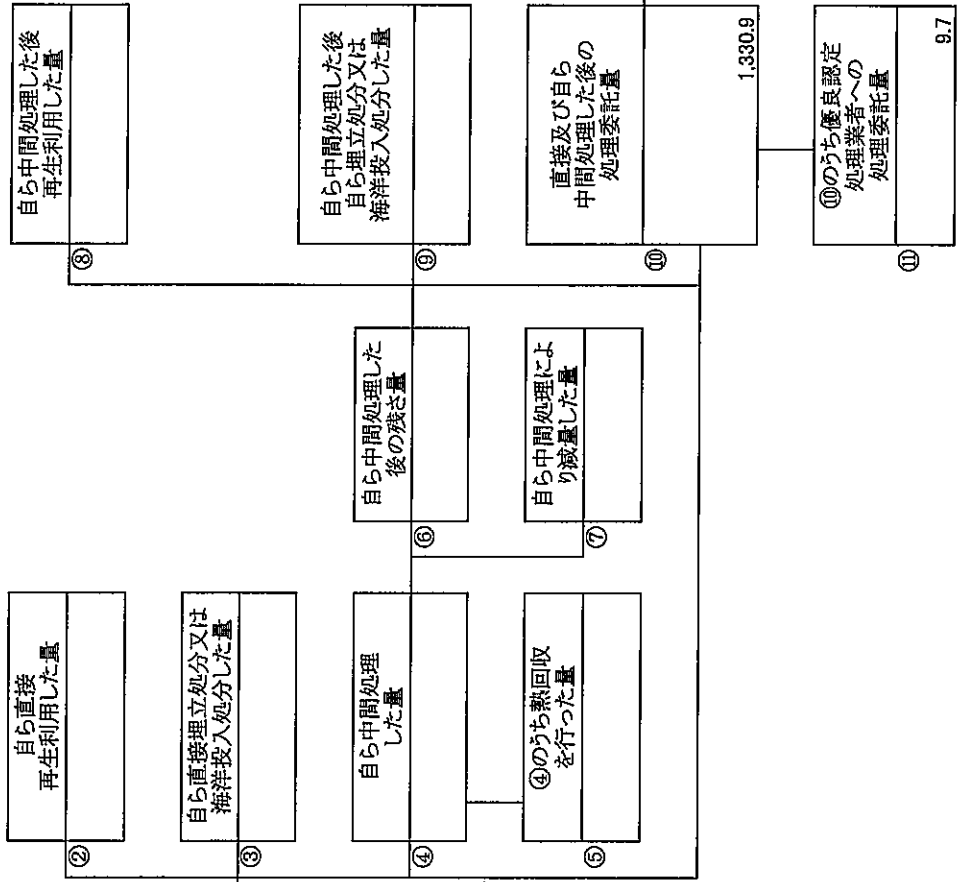 ②
自ら直接
再生利用した量
③
自ら直接埋立処分又は
海洋投入処分した量
④
自ら中間処理
した量
⑤
④のうち熱回収
を行った量
⑥
自ら中間処理した
後の残さ量
⑦
自ら中間処理によ
り減量した量
⑧
自ら中間処理した後
再生利用した量
⑨
自ら中間処理した後
自ら埋立処分又は
海洋投入処分した量
⑩
直接及び自ら
中間処理した後の
処理委託量
1,330.9
⑪
⑩のうち優良認定
処理業者への
処理委託量
9.7